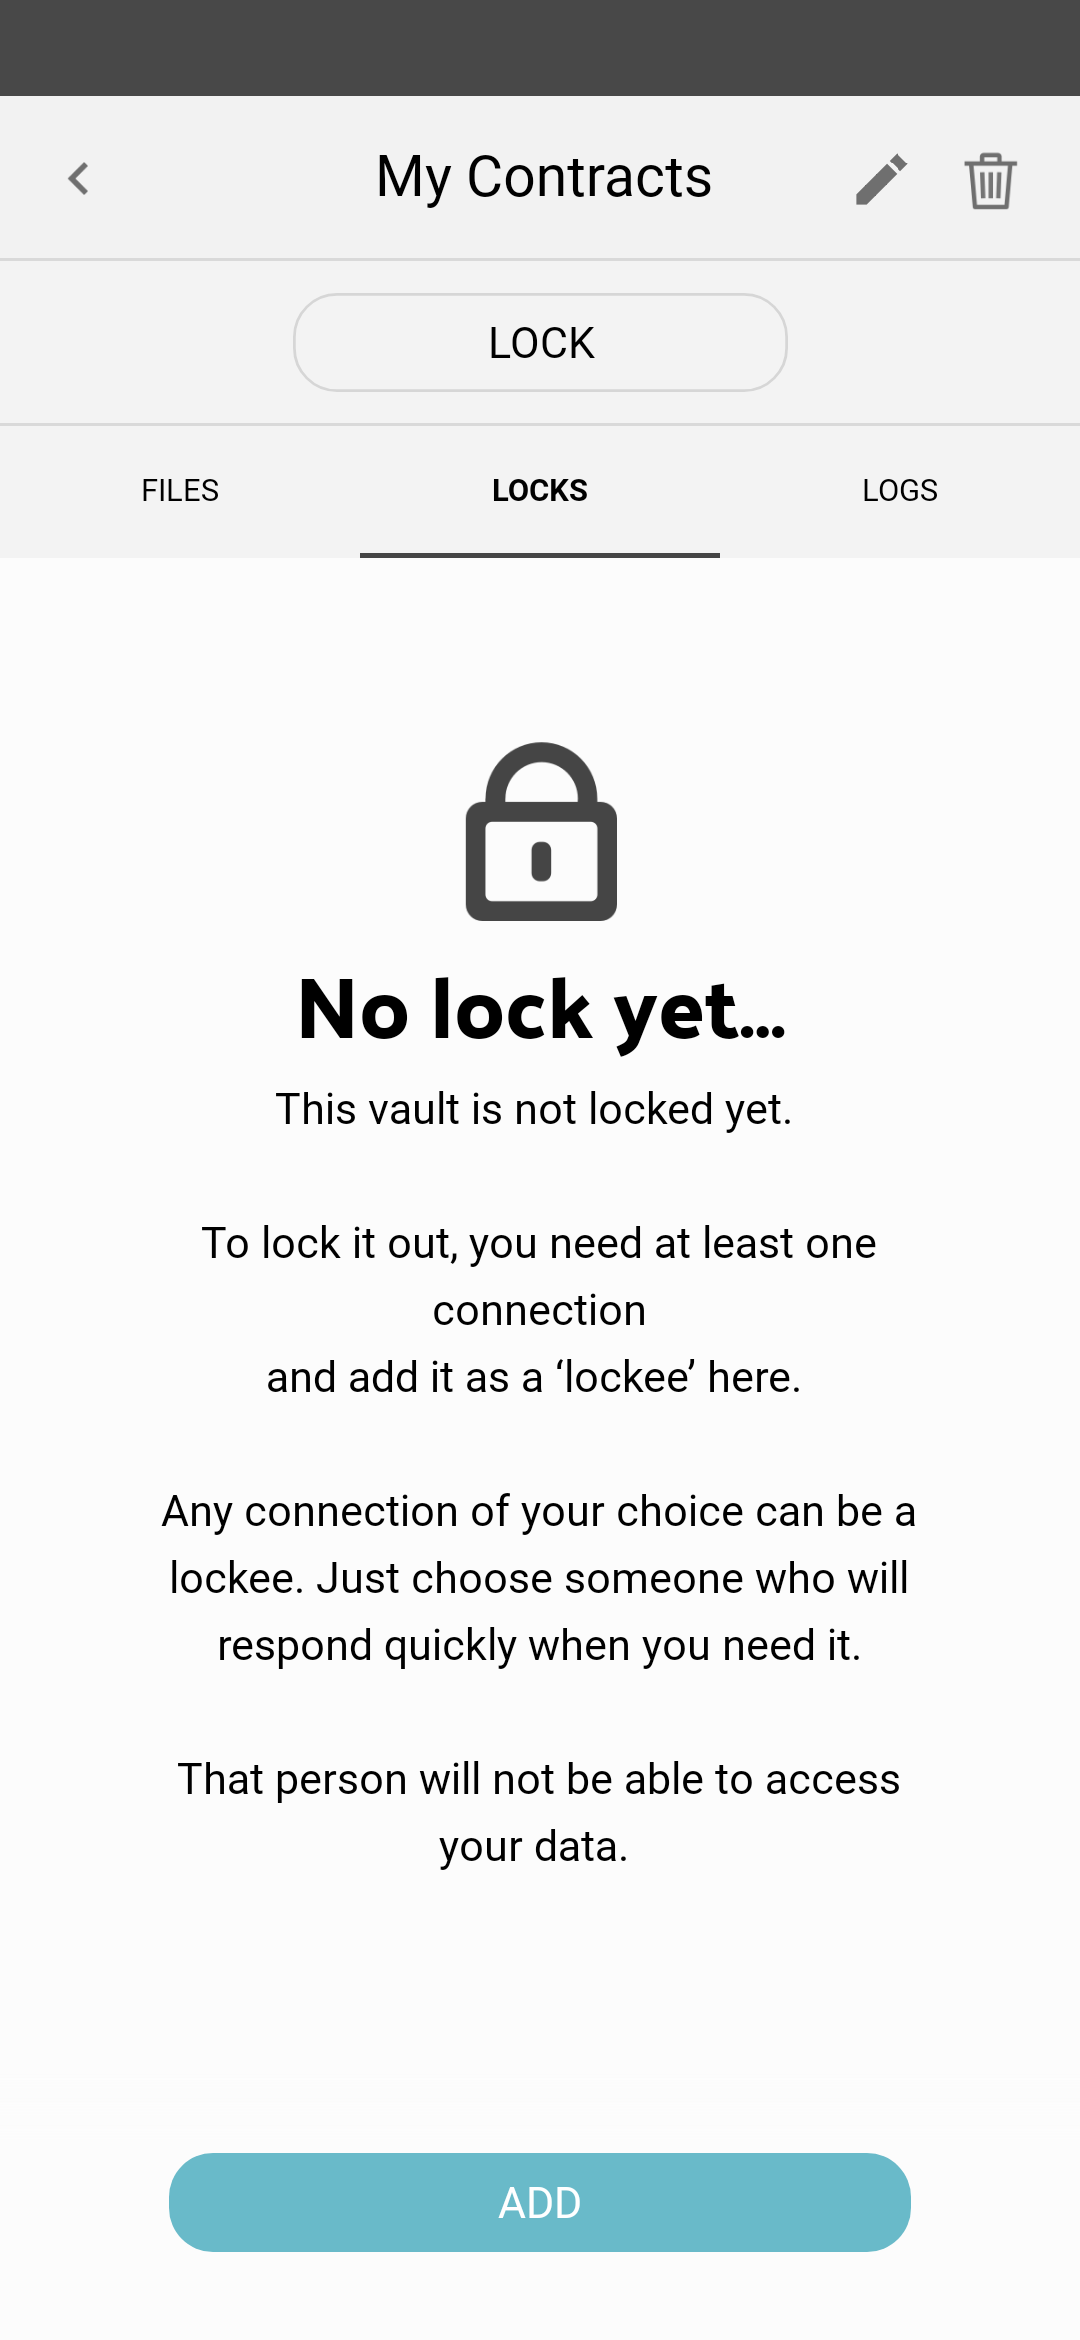 My Contracts
LOCK
FILES
LOCKS
LOGS
No lock yet...
This vault is not locked yet.
To lock it out, you need at least one
connection
and add it as a ‘lockee’ here.
Any connection of your choice can be a
lockee. Just choose someone who will
respond quickly when you need it.
That person will not be able to access
your data.
ADD